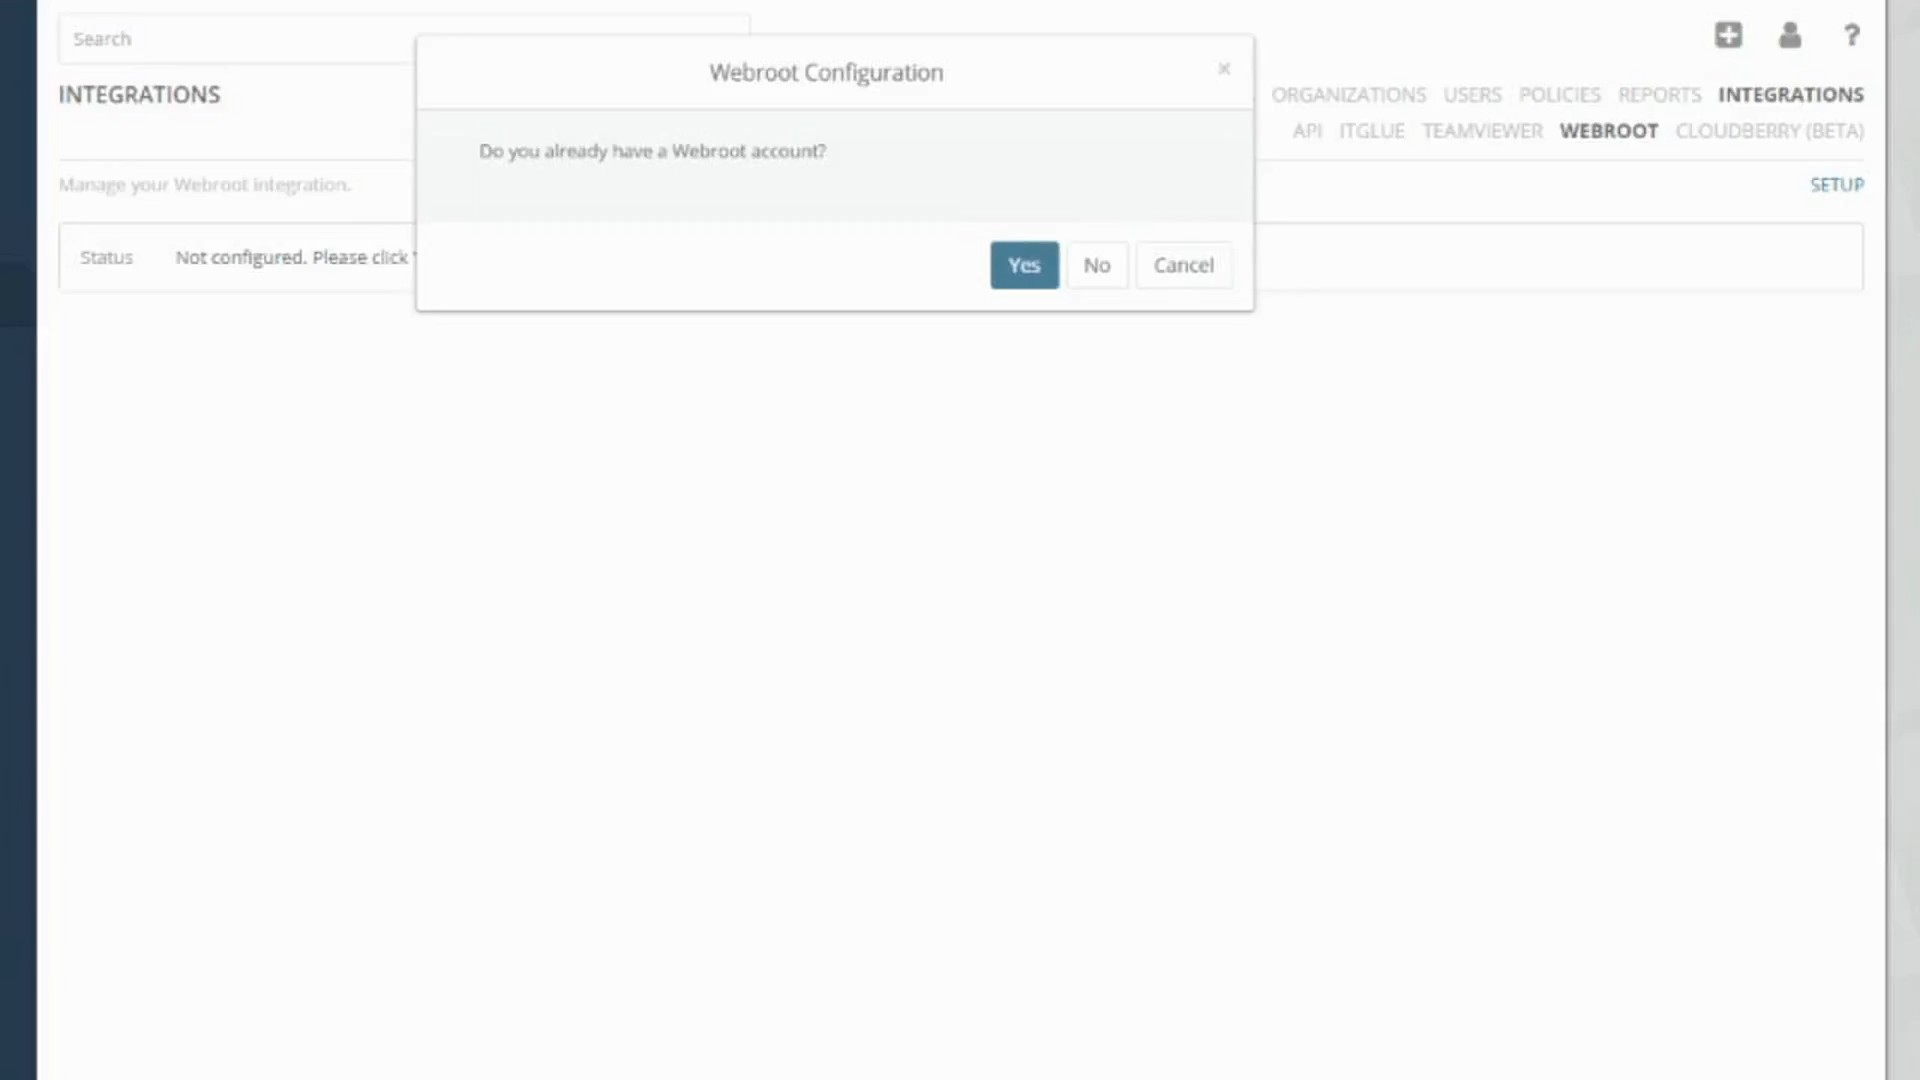 Search
Webroot Configuration
×
?
INTEGRATIONS
ORGANIZATIONS USERS POLICIES REPORTS INTEGRATIONS
API ITGLUE TEAMVIEWER WEBROOT CLOUDBERRY (BETA)
Do you already have a Webroot account?
Manage your Webroot integration.
SETUP
Status Not configured. Please click
Yes No Cancel